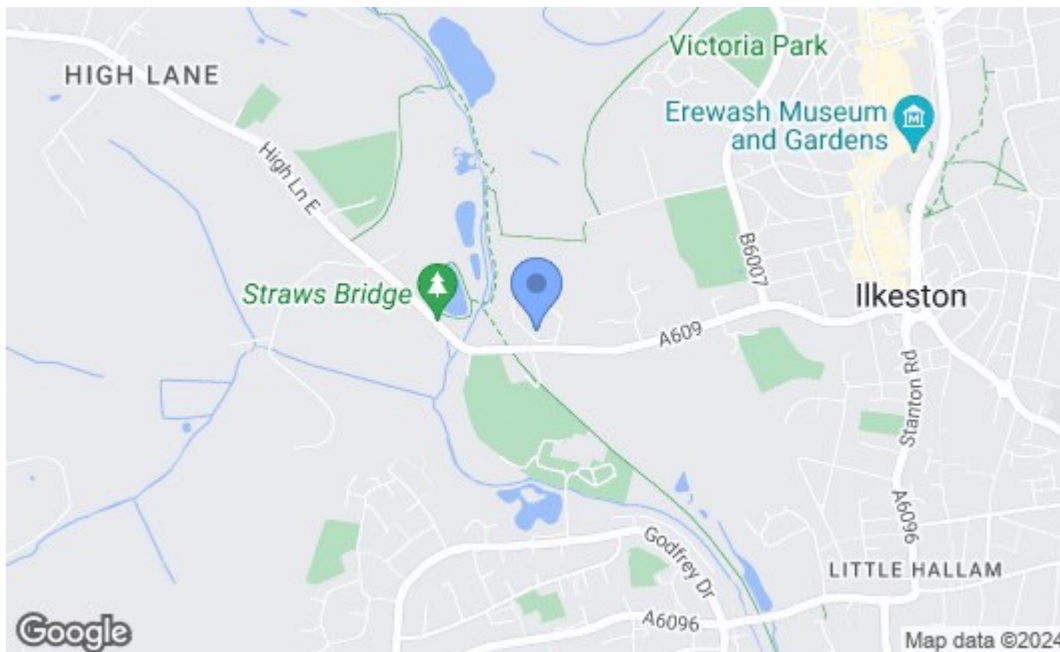 Victoria Park
HIGH LANE
Erewash Museum
and Gardens
M
High Ln E
B6007
Straws Bridge
Ilkeston
A609
Stanton Rd
A6096
Godfrey Dr
LITTLE HALLAM
A6096
Google
Map data ©2024